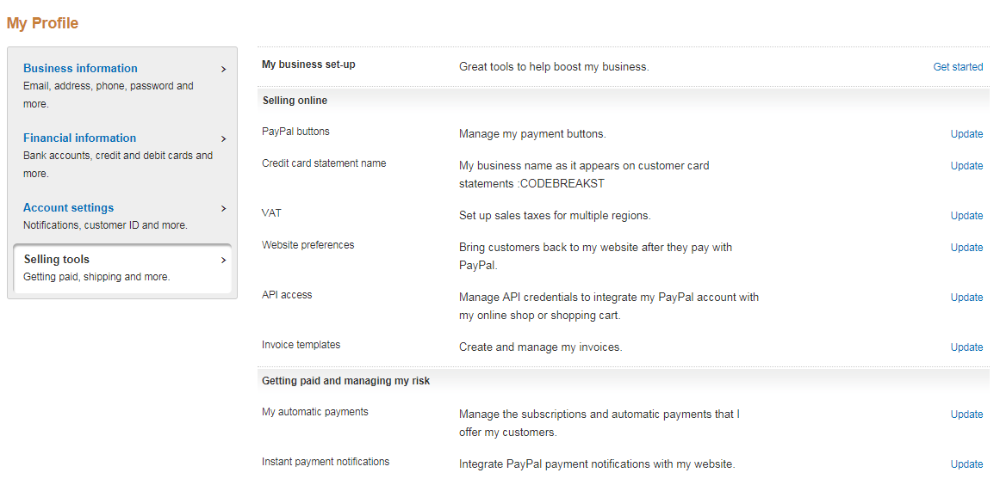 My Profile
Business information
Email, address, phone, password and
more.
Financial information
Bank accounts, credit and debit cards and
more.
Account settings
Notifications, customer ID and more.
Selling tools
Getting paid, shipping and more.
My business set-up Great tools to help boost my business. Get started
Selling online
PayPal buttons Manage my payment buttons. Update
Credit card statement name My business name as it appears on customer card Update
statements :CODEBREAKST
VAT Set up sales taxes for multiple regions. Update
Website preferences Bring customers back to my website after they pay with Update
PayPal.
API access Manage API credentials to integrate my PayPal account with Update
my online shop or shopping cart.
Invoice templates Create and manage my invoices. Update
Getting paid and managing my risk
My automatic payments Manage the subscriptions and automatic payments that I Update
offer my customers.
Instant payment notifications Integrate PayPal payment notifications with my website. Update